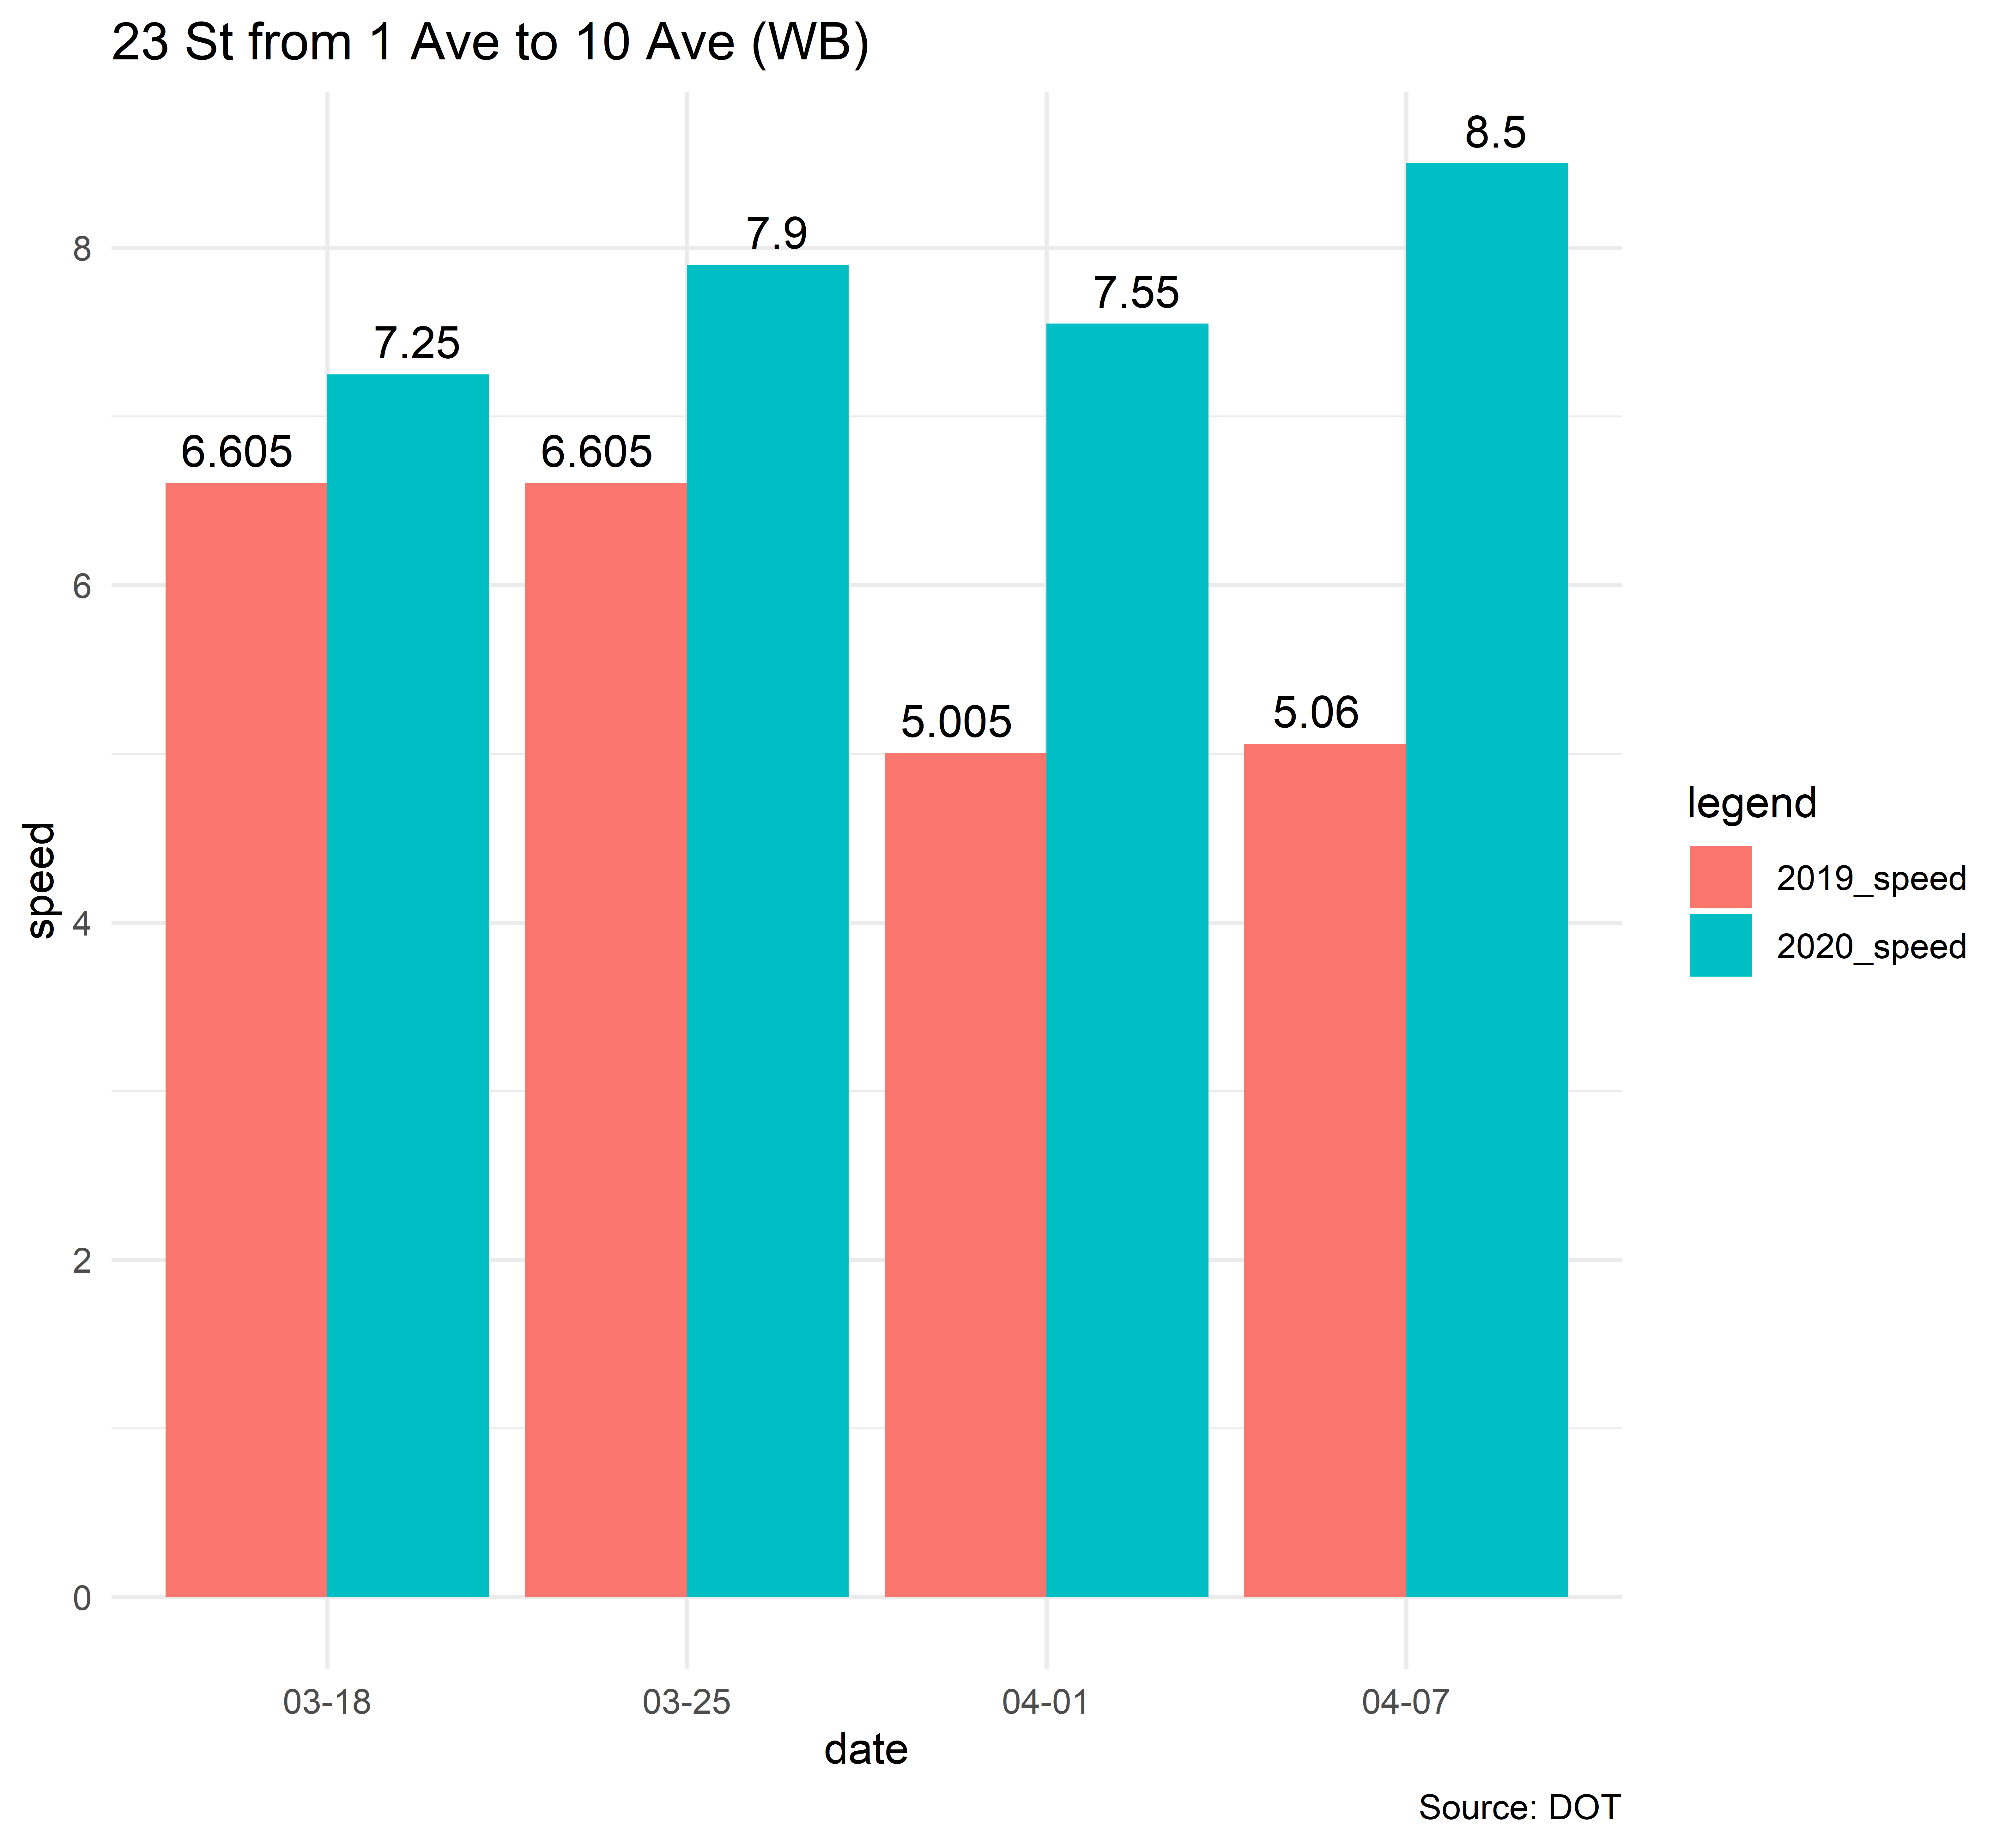 23 St from 1 Ave to 10 Ave (WB)
8.5
7.9
7.55
7.25
6.605
6.605
5.005
5.06
8
6
4
2
0
speed
legend
2019_speed
2020_speed
03-18
03-25
04-01
04-07
date
Source: DOT